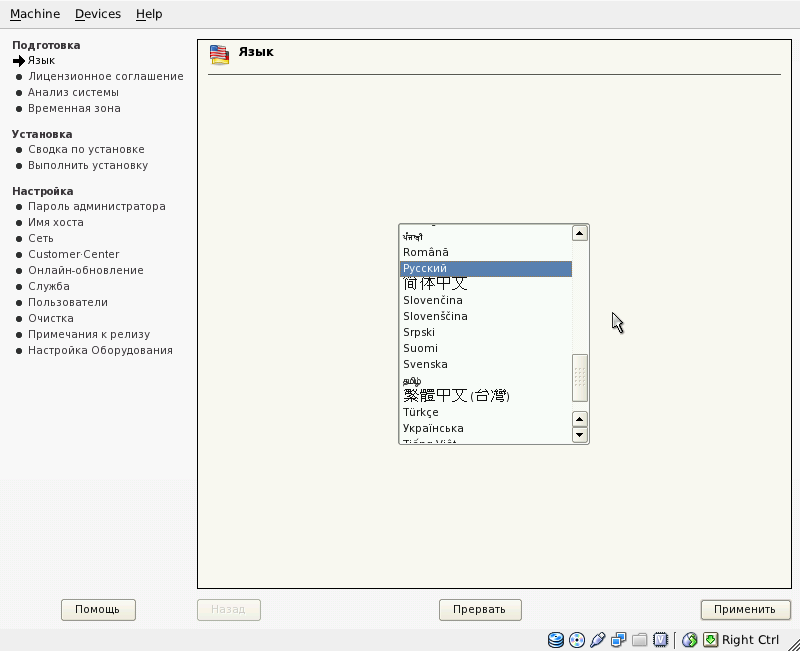 Machine Devices Help
Подготовка
Язык
Лицензионное соглашение
Анализ системы
Временная зона
Установка
Сводка по установке
Выполнить установку
Настройка
Пароль администратора
Имя хоста
Сеть
Customer Center
Онлайн-обновление
Служба
Пользователи
Очистка
Примечания к релизу
Настройка Оборудования
Язык
ਪੰਜਾਬੀ
Română
Русский
简体中文
Slovenčina
Slovenščina
Srpski
Suomi
Svenska
தமிழ்
繁體中文 (台灣)
Türkçe
Українська
Tiếng Việt
Помощь
Назад
Прервать
Применить
Right Ctrl